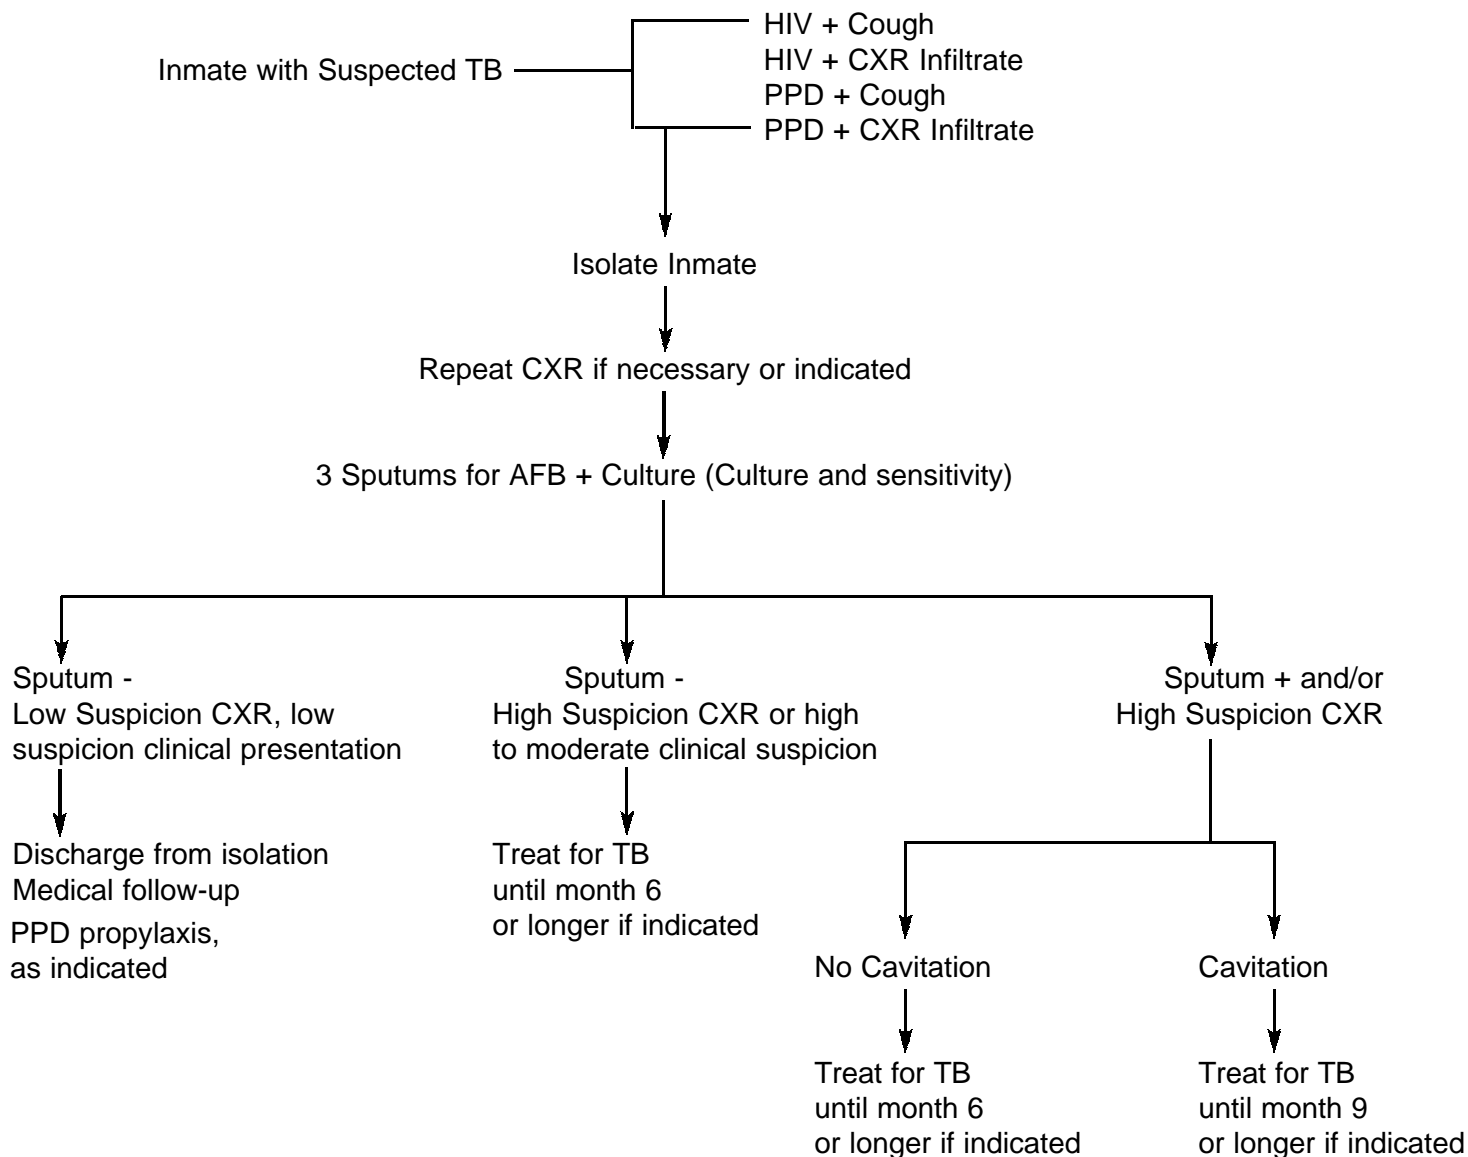 Inmate with Suspected TB
HIV + Cough
HIV + CXR Infiltrate
PPD + Cough
PPD + CXR Infiltrate
Isolate Inmate
Repeat CXR if necessary or indicated
3 Sputums for AFB + Culture (Culture and sensitivity)
Sputum -
Low Suspicion CXR, low
suspicion clinical presentation
Discharge from isolation
Medical follow-up
PPD propylaxis,
as indicated
Sputum -
High Suspicion CXR or high
to moderate clinical suspicion
Treat for TB
until month 6
or longer if indicated
Sputum + and/or
High Suspicion CXR
No Cavitation
Treat for TB
until month 6
or longer if indicated
Cavitation
Treat for TB
until month 9
or longer if indicated